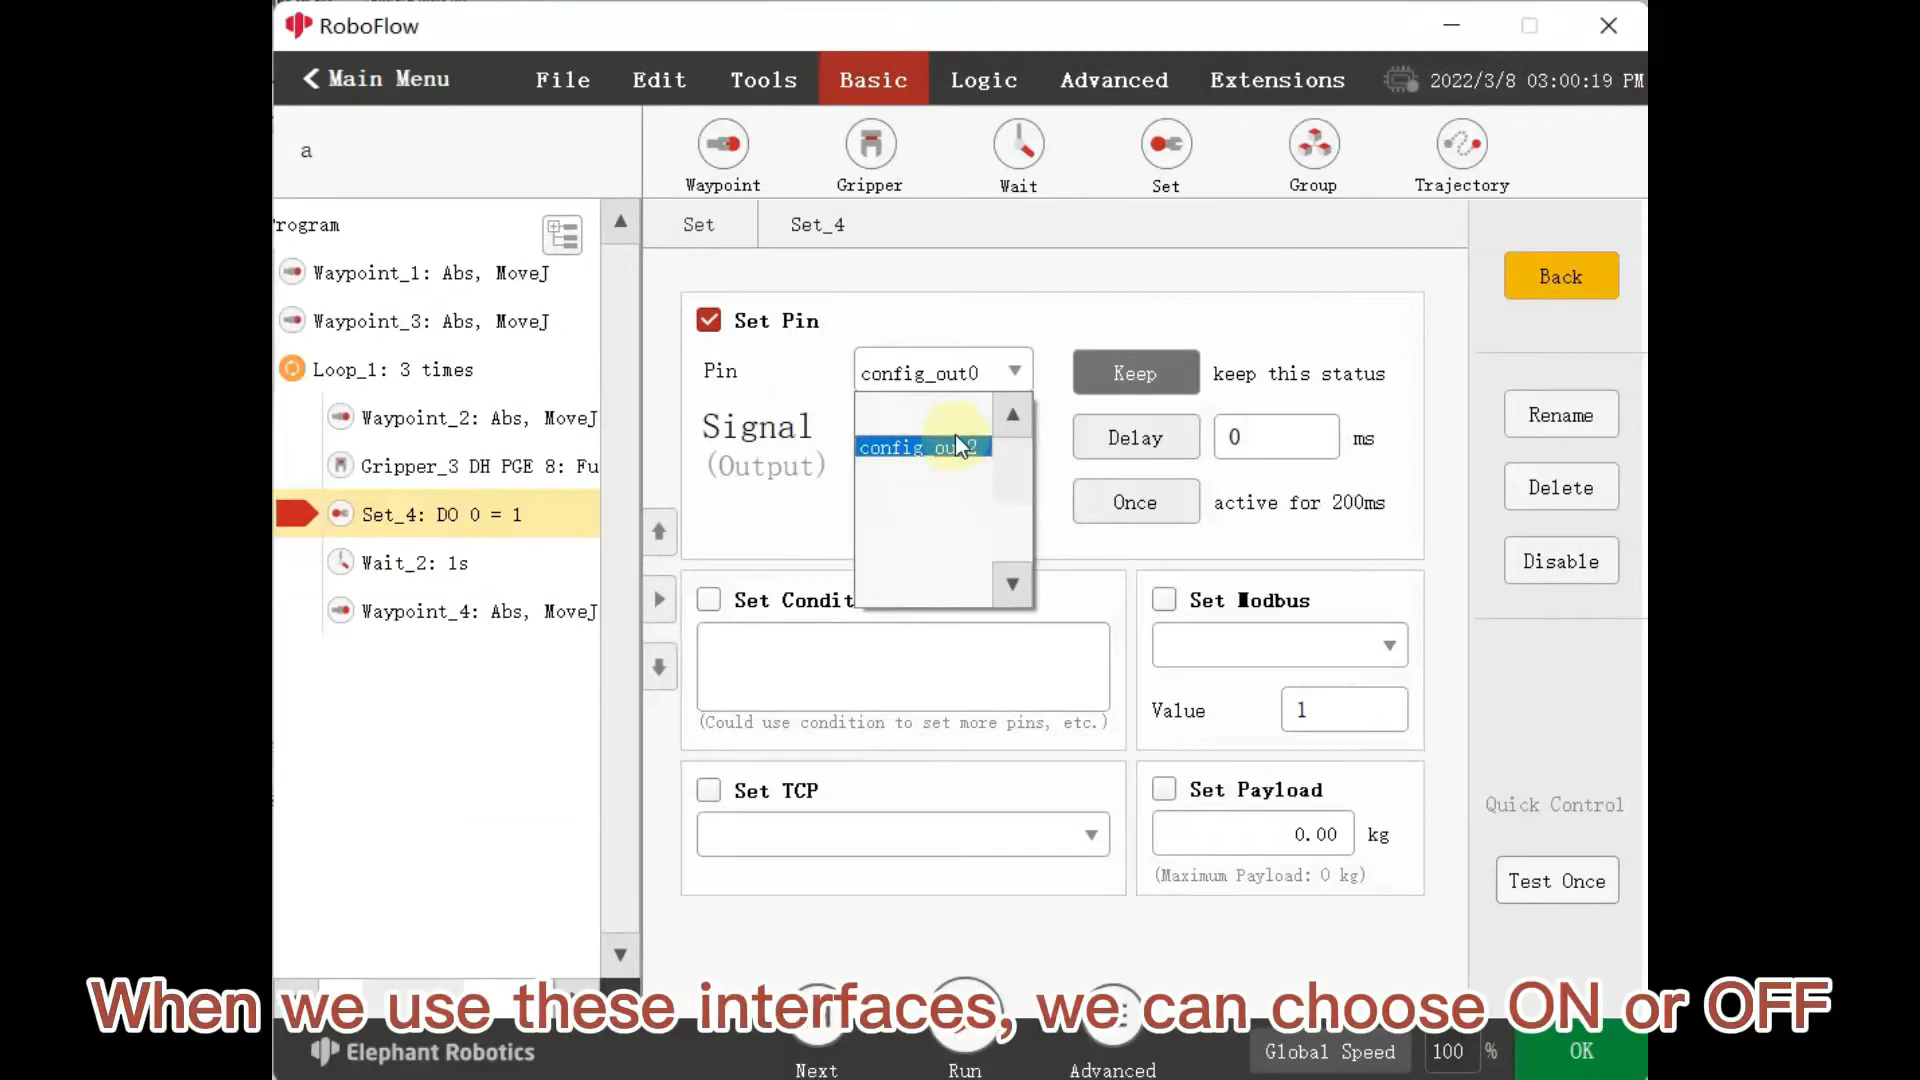 RoboFlow
Main Menu
File
Edit
Tools
Basic
Logic
Advanced
Extensions
2022/3/8 03:00:19 PM
a
Waypoint
Gripper
Wait
Set
Group
Trajectory
rogram
Set
Set_4
Waypoint_1: Abs, MoveJ
Waypoint_3: Abs, MoveJ
Loop_1: 3 times
Waypoint_2: Abs, MoveJ
Gripper_3 DH PGE 8: Fu
Set_4: DO 0 = 1
Wait_2: 1s
Waypoint_4: Abs, MoveJ
Set Pin
Pin
config_out0
Keep
keep this status
Signal
(Output)
config_out2
Delay
0
ms
Once
active for 200ms
Set Condit
(Could use condition to set more pins, etc.)
Set Modbus
Value
1
Set TCP
Set Payload
0.00
kg
(Maximum Payload: 0 kg)
Back
Rename
Delete
Disable
Quick Control
Test Once
When we use these interfaces, we can choose ON or OFF
Elephant Robotics
Next
Run
Advanced
Global Speed
100
%
OK